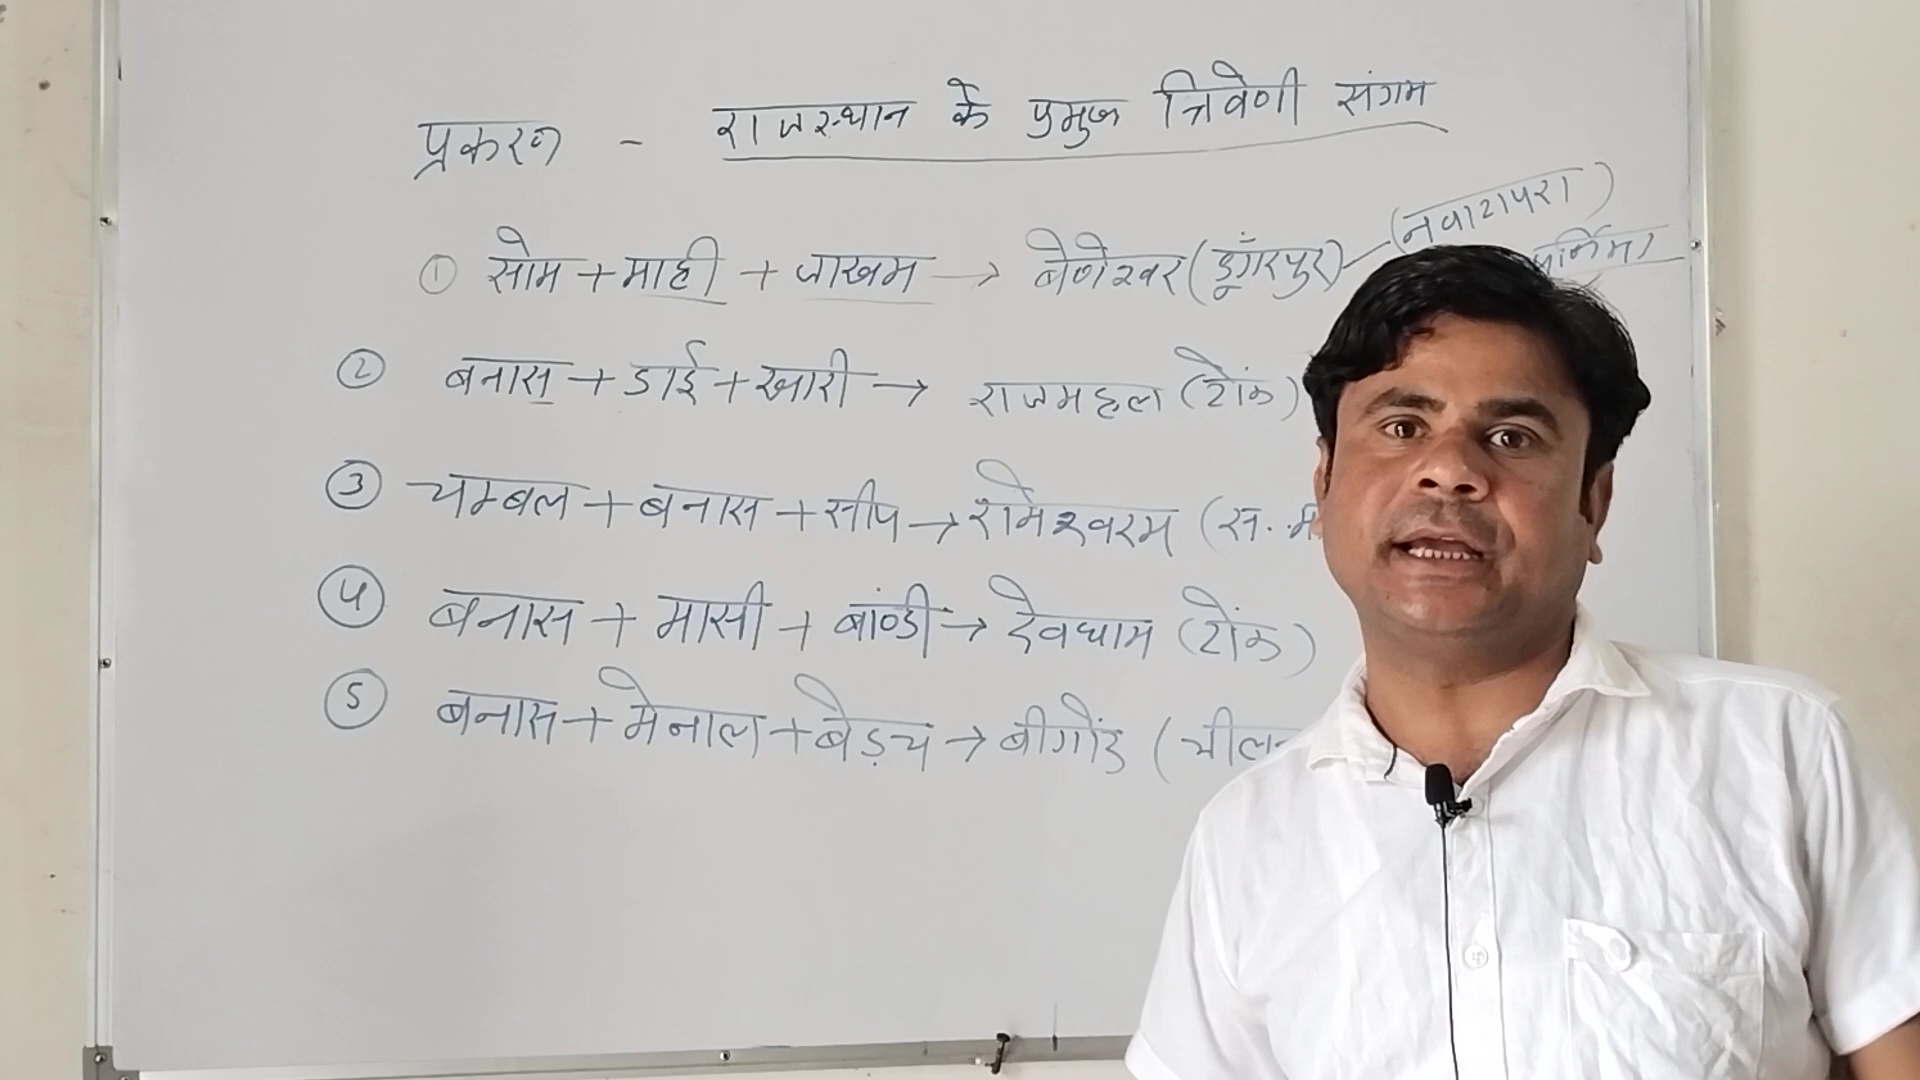 प्रकरण - राजस्थान के प्रमुख त्रिवेणी संगम
① सोम + माही + जाखम → बेणेश्वर (डूँगरपुर) - (नवाटापरा)
② बनास + डाई + खारी → राजमहल (टोंक)
③ चम्बल + बनास + सीप → रामेश्वरम (स. म
④ बनास + मासी + बांण्डी → देवधाम (टोंक)
⑤ बनास + मेनाल + बेड़च → बीगोंद (भील